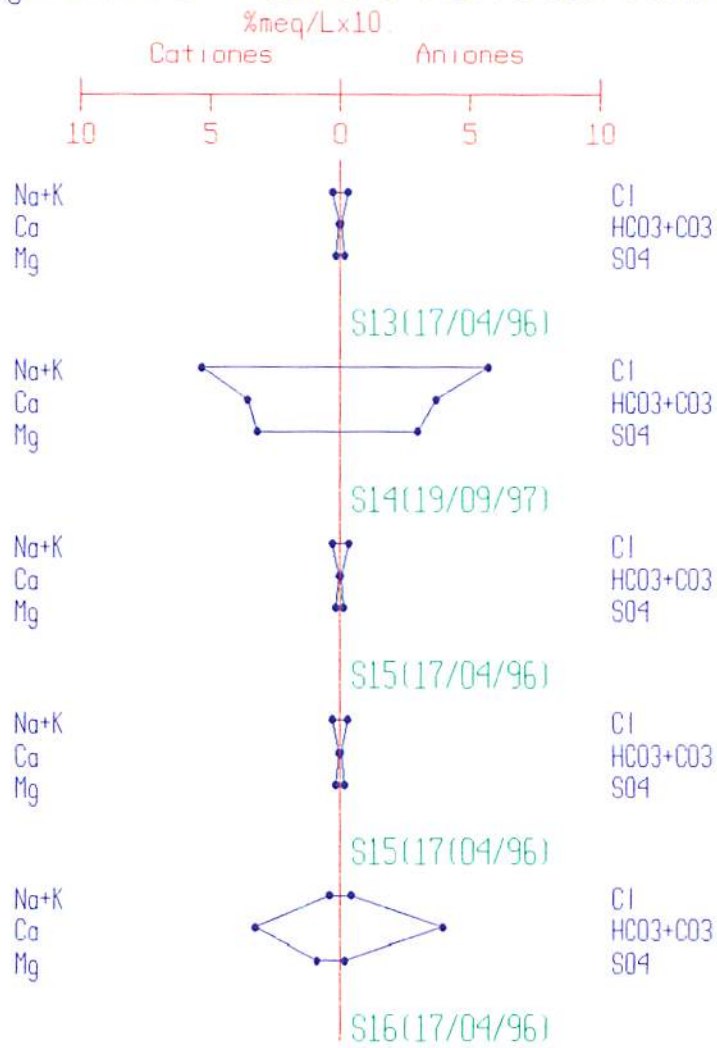 %meq/Lx10
Cationes Aniones
10 5 0 5 10
Na+K Cl
Ca HCO3+CO3
Mg SO4
S13(17/04/96)
Na+K Cl
Ca HCO3+CO3
Mg SO4
S14(19/09/97)
Na+K Cl
Ca HCO3+CO3
Mg SO4
S15(17/04/96)
Na+K Cl
Ca HCO3+CO3
Mg SO4
S15(17(04/96)
Na+K Cl
Ca HCO3+CO3
Mg SO4
S16(17/04/96)